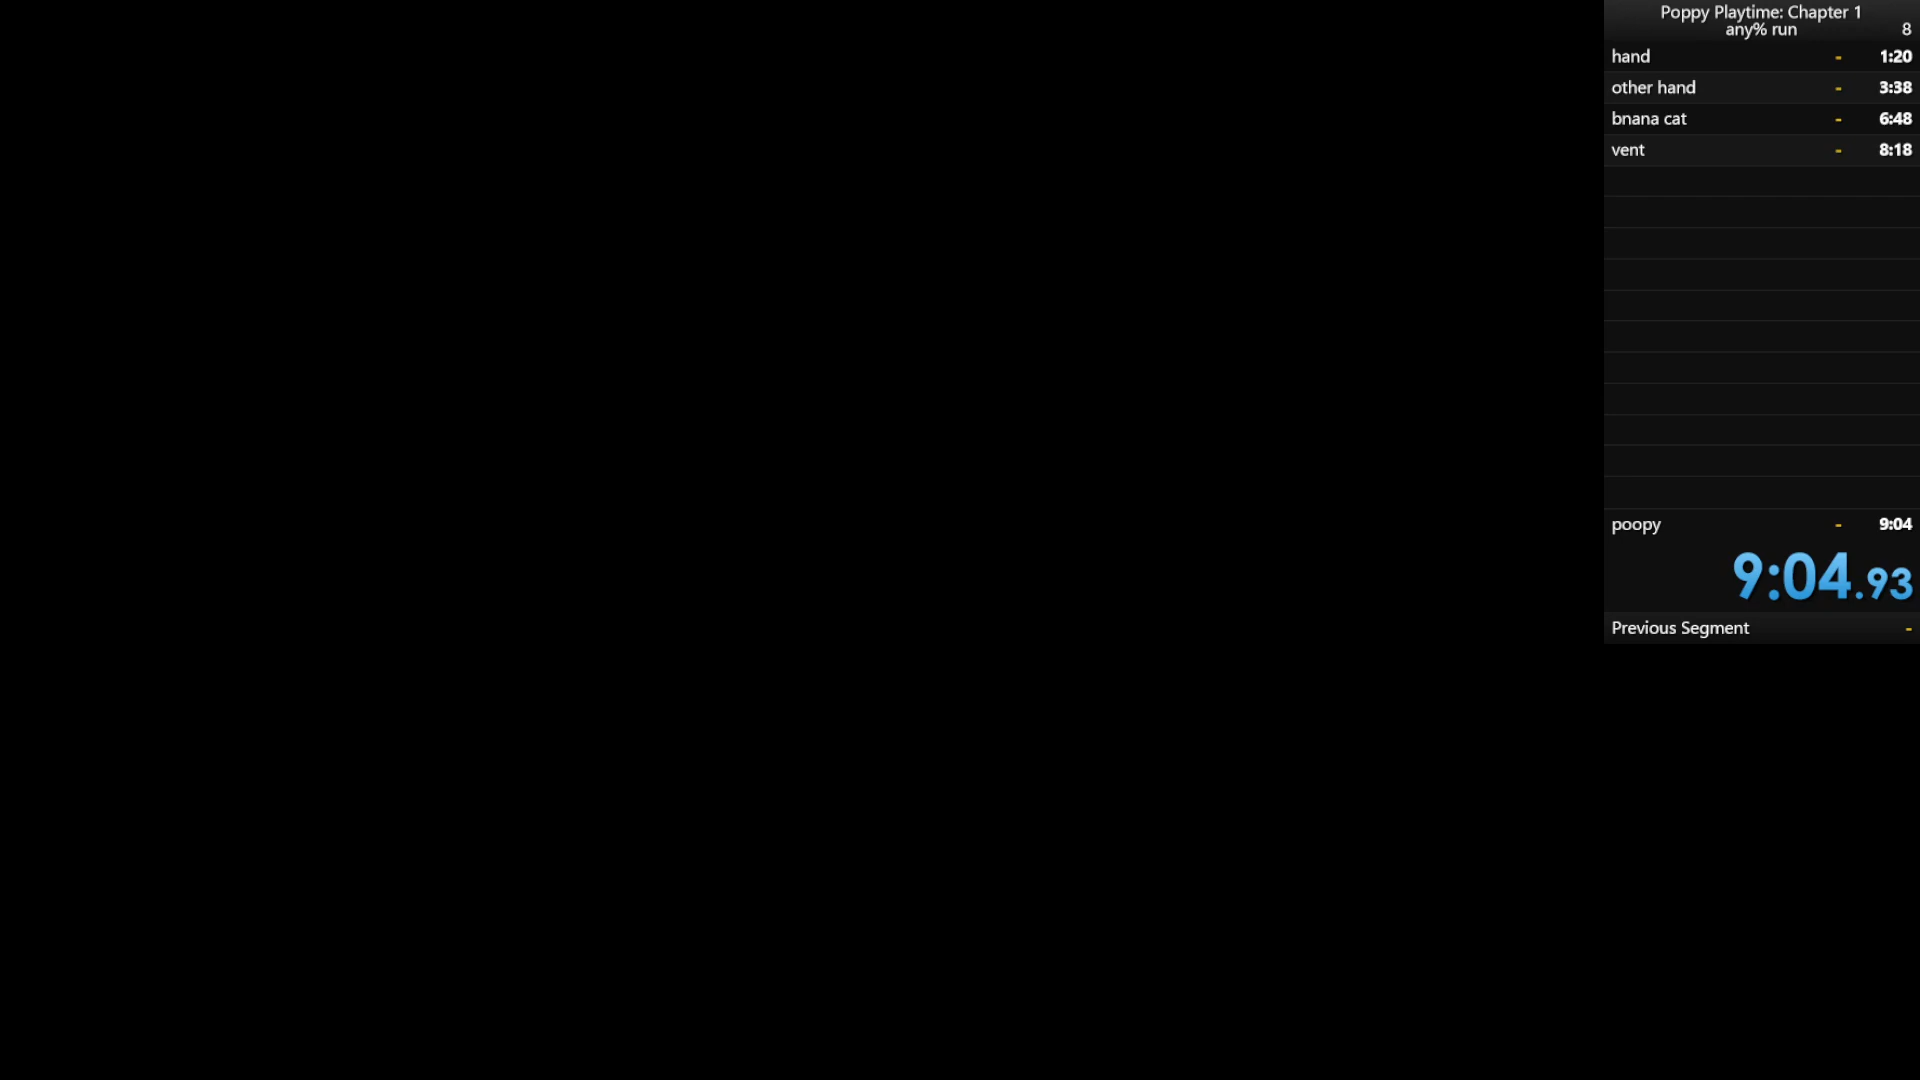 Poppy Playtime: Chapter 1
any% run 8
hand - 1:20
other hand - 3:38
bnana cat - 6:48
vent - 8:18
poopy - 9:04
9:04.93
Previous Segment -